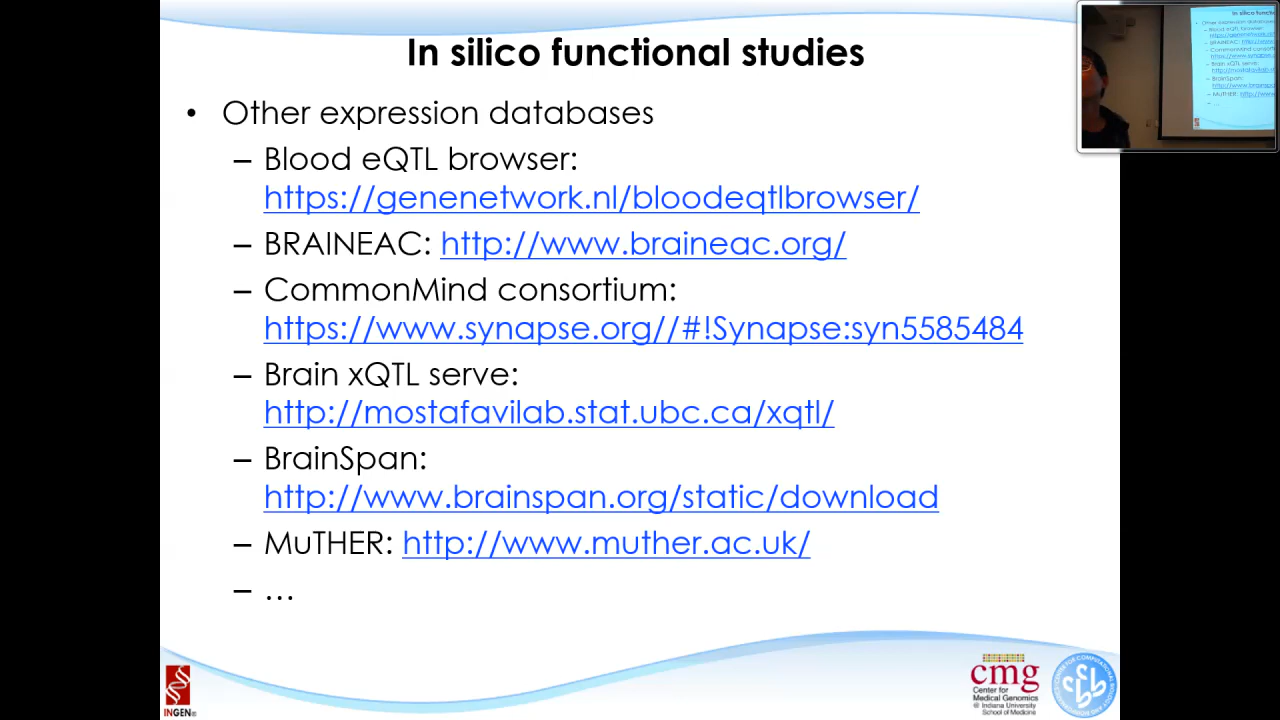 In silico functional studies
• Other expression databases
– Blood eQTL browser:
https://genenetwork.nl/bloodeqtlbrowser/
– BRAINEAC: http://www.braineac.org/
– CommonMind consortium:
https://www.synapse.org//#!Synapse:syn5585484
– Brain xQTL serve:
http://mostafavilab.stat.ubc.ca/xqtl/
– BrainSpan:
http://www.brainspan.org/static/download
– MuTHER: http://www.muther.ac.uk/
– …
INGEN
cmg
Center for
Medical Genomics
@ Indiana University
School of Medicine